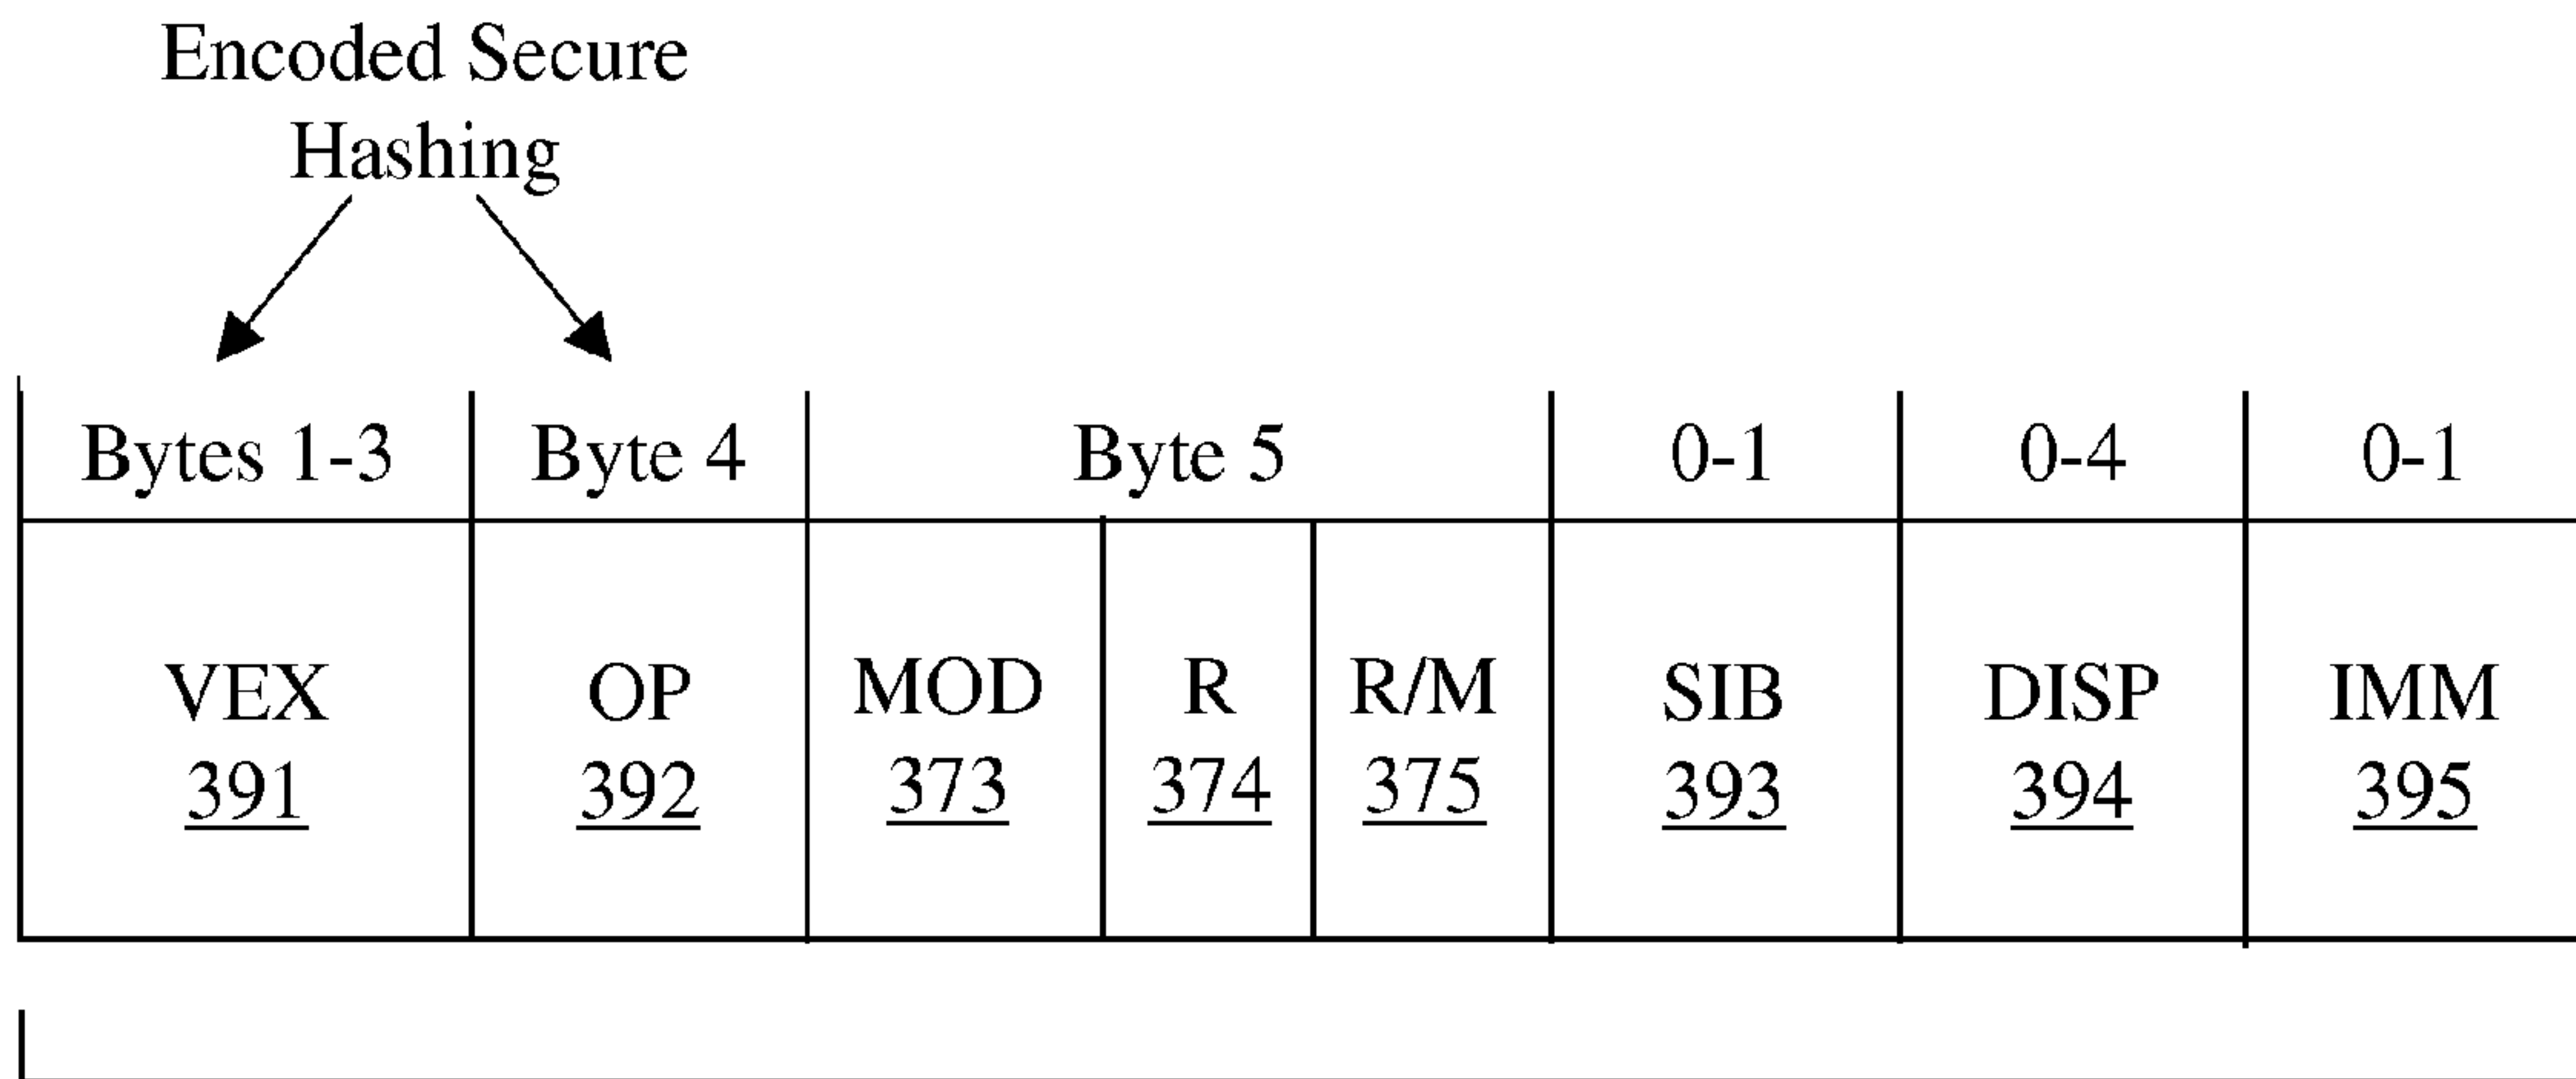 Encoded Secure
Hashing
Bytes 1-3 Byte 4 Byte 5 0-1 0-4 0-1
VEX OP MOD R R/M SIB DISP IMM
391 392 373 374 375 393 394 395